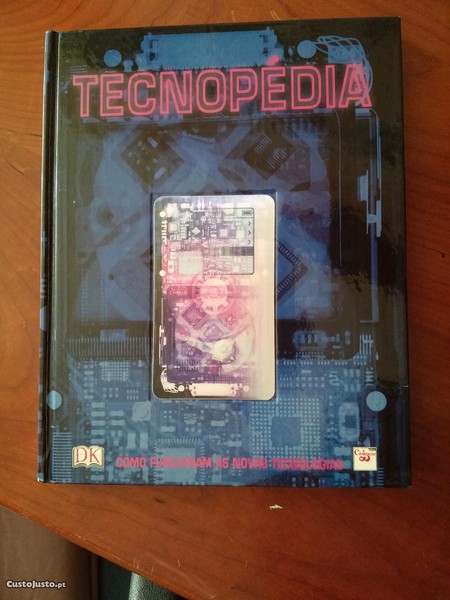 TECNOPÉDIA
DK
COMO FUNCIONAM AS NOVAS TECNOLOGIAS
CustoJusto.pt